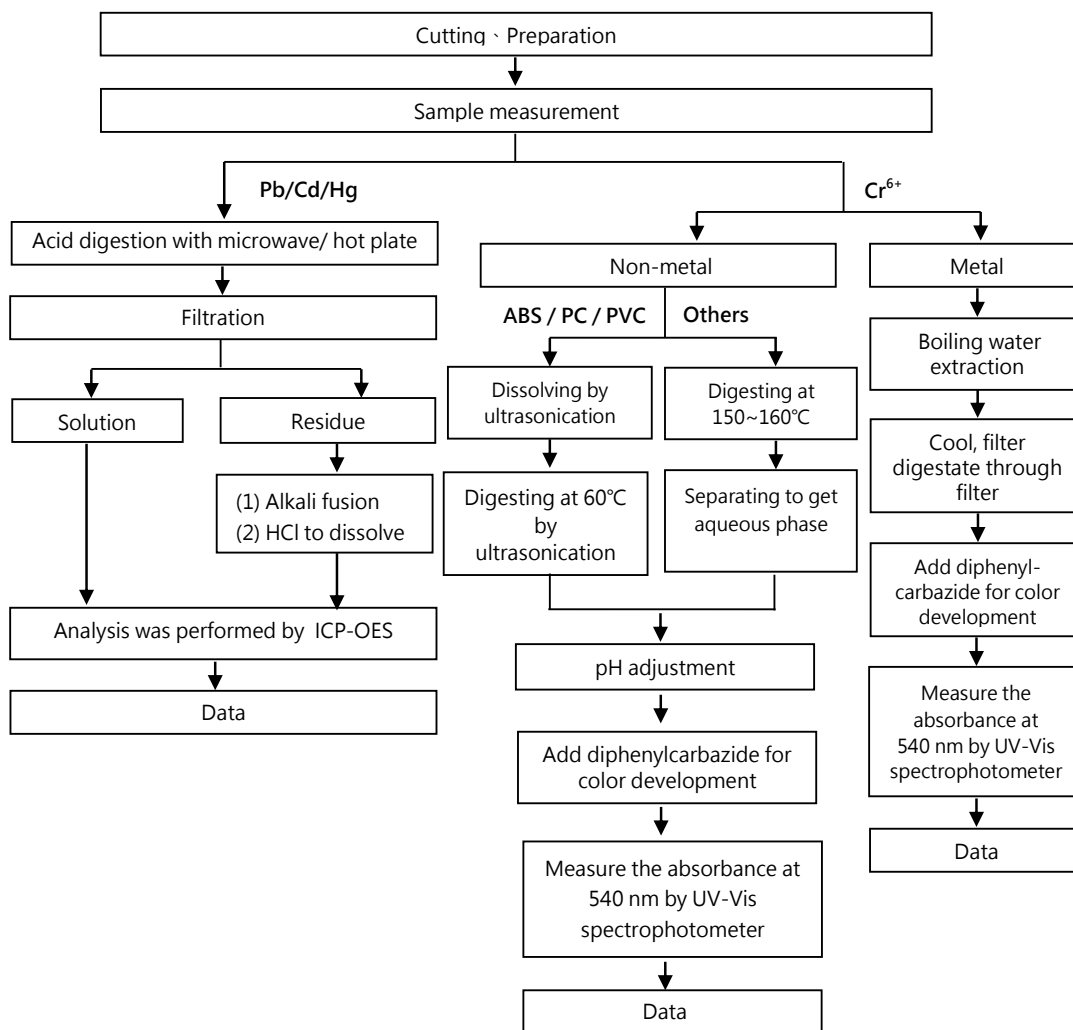 Cutting、Preparation
Sample measurement
Pb/Cd/Hg
Cr⁶⁺
Acid digestion with microwave/ hot plate
Filtration
Solution
Residue
(1) Alkali fusion
(2) HCl to dissolve
Analysis was performed by ICP-OES
Data
Non-metal
ABS / PC / PVC
Others
Dissolving by
ultrasonication
Digesting at 60℃
by
ultrasonication
Digesting at
150~160℃
Separating to get
aqueous phase
pH adjustment
Add diphenylcarbazide for
color development
Measure the absorbance at
540 nm by UV-Vis
spectrophotometer
Data
Metal
Boiling water
extraction
Cool, filter
digestate through
filter
Add diphenyl-
carbazide for color
development
Measure the
absorbance at
540 nm by UV-Vis
spectrophotometer
Data